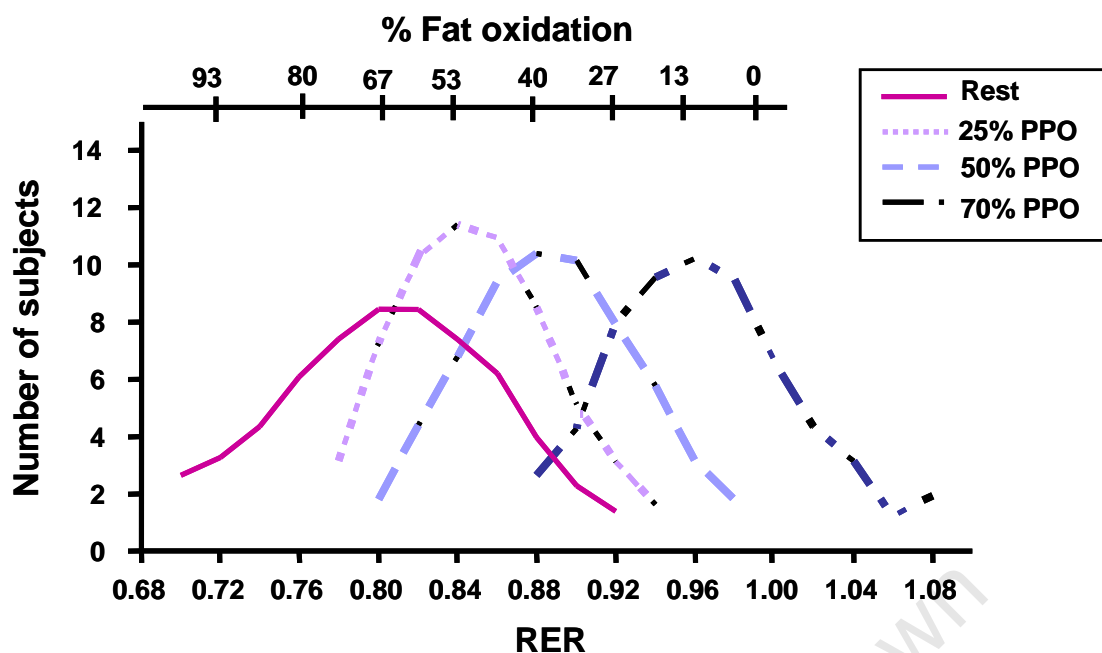 % Fat oxidation
93 80 67 53 40 27 13 0
Rest
25% PPO
50% PPO
70% PPO
Number of subjects
14
12
10
8
6
4
2
0
0.68 0.72 0.76 0.80 0.84 0.88 0.92 0.96 1.00 1.04 1.08
RER
wn